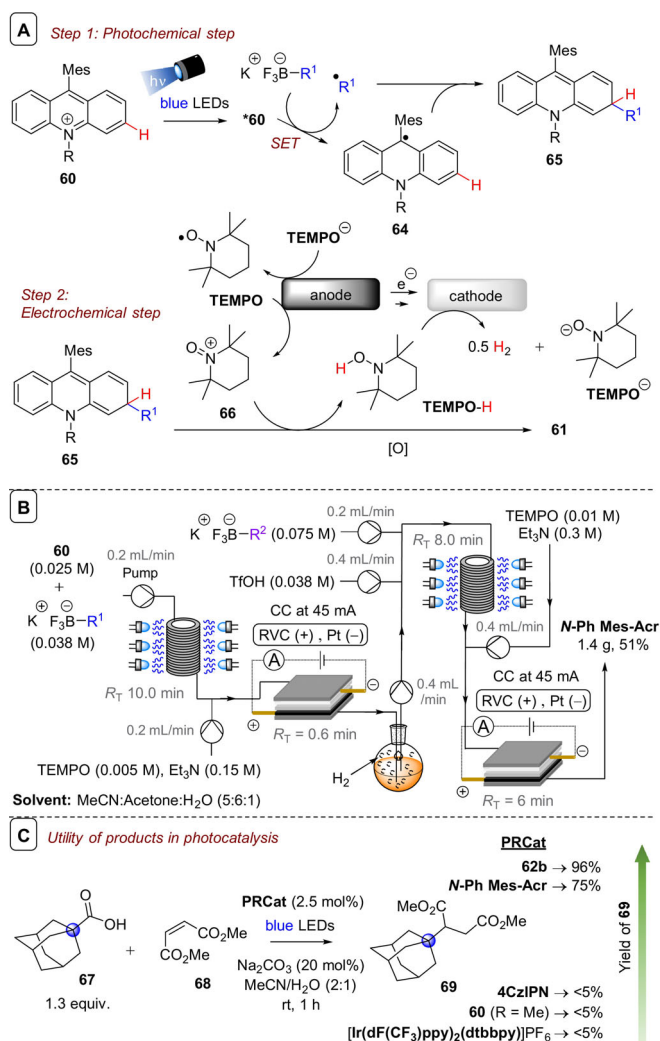 A
Step 1: Photochemical step
Mes
N
R
H
60
hν
blue LEDs
K⊕ F₃B⊖-R¹
•R¹
*60
SET
Mes
•
H
N
R
64
Mes
H
R¹
N
R
65
•O
N
TEMPO
TEMPO⊖
anode
e⊖
cathode
Step 2:
Electrochemical step
Mes
H
R¹
N
R
65
O
N⊕
66
H
O
N
TEMPO-H
0.5 H₂
+
⊖O
N
TEMPO⊖
[O]
61
B
60
(0.025 M)
+
K⊕ F₃B⊖-R¹
(0.038 M)
0.2 mL/min
Pump
R_T 10.0 min
0.2 mL/min
TEMPO (0.005 M), Et₃N (0.15 M)
Solvent: MeCN:Acetone:H₂O (5:6:1)
CC at 45 mA
RVC (+) , Pt (−)
A
R_T = 0.6 min
H₂
K⊕ F₃B⊖-R² (0.075 M)
0.2 mL/min
0.4 mL/min
TfOH (0.038 M)
0.4 mL
/min
R_T 8.0 min
TEMPO (0.01 M)
Et₃N (0.3 M)
0.4 mL/min
N-Ph Mes-Acr
1.4 g, 51%
CC at 45 mA
RVC (+) , Pt (−)
A
R_T = 6 min
C
Utility of products in photocatalysis
O
OH
67
1.3 equiv.
+
CO₂Me
CO₂Me
68
PRCat (2.5 mol%)
blue LEDs
Na₂CO₃ (20 mol%)
MeCN/H₂O (2:1)
rt, 1 h
MeO₂C
CO₂Me
69
PRCat
62b → 96%
N-Ph Mes-Acr → 75%
4CzIPN → <5%
60 (R = Me) → <5%
[Ir(dF(CF₃)ppy)₂(dtbbpy)]PF₆ → <5%
Yield of 69